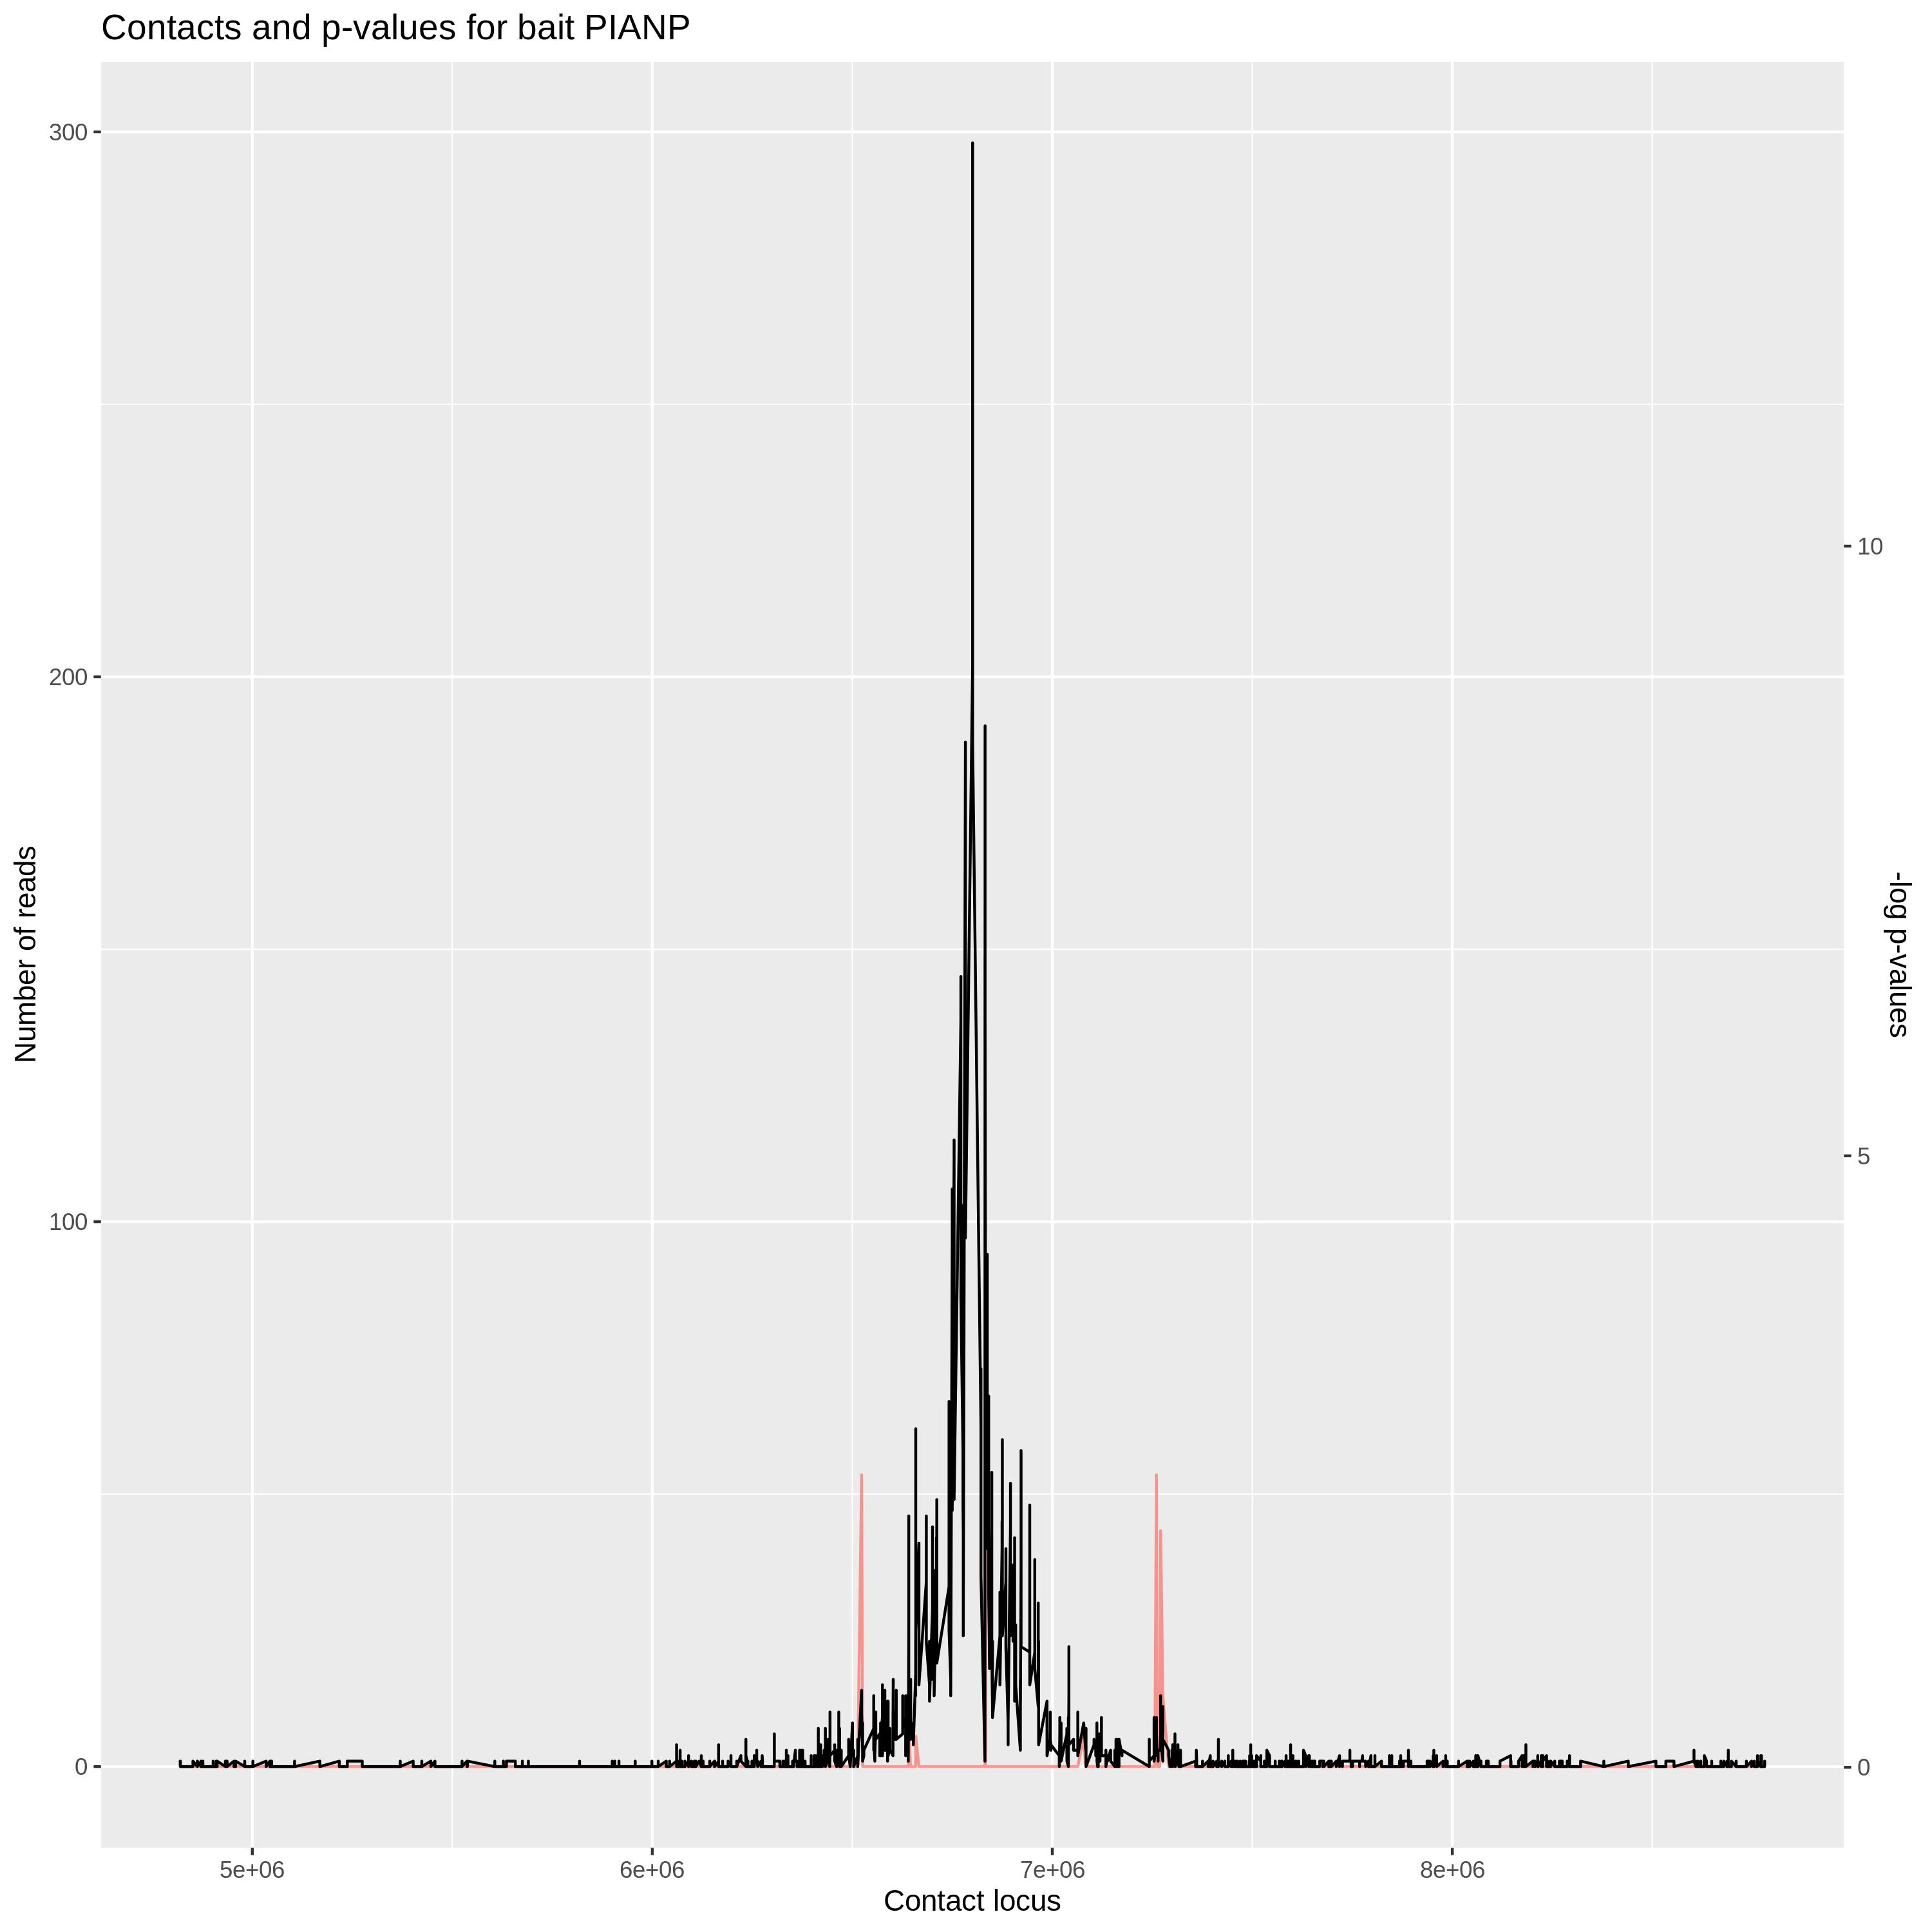 Contacts and p-values for bait PIANP
300
200
100
0
Number of reads
10
5
0
-log p-values
5e+06
6e+06
7e+06
8e+06
Contact locus